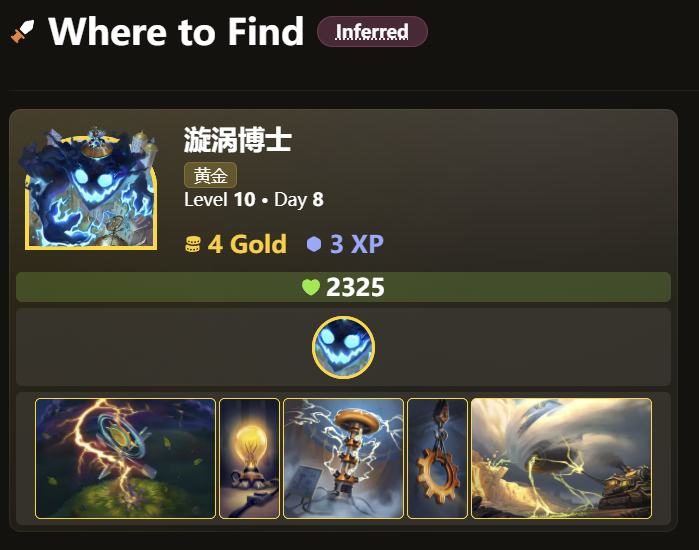 Where to Find Inferred
漩涡博士
黄金
Level 10 • Day 8
4 Gold 3 XP
2325